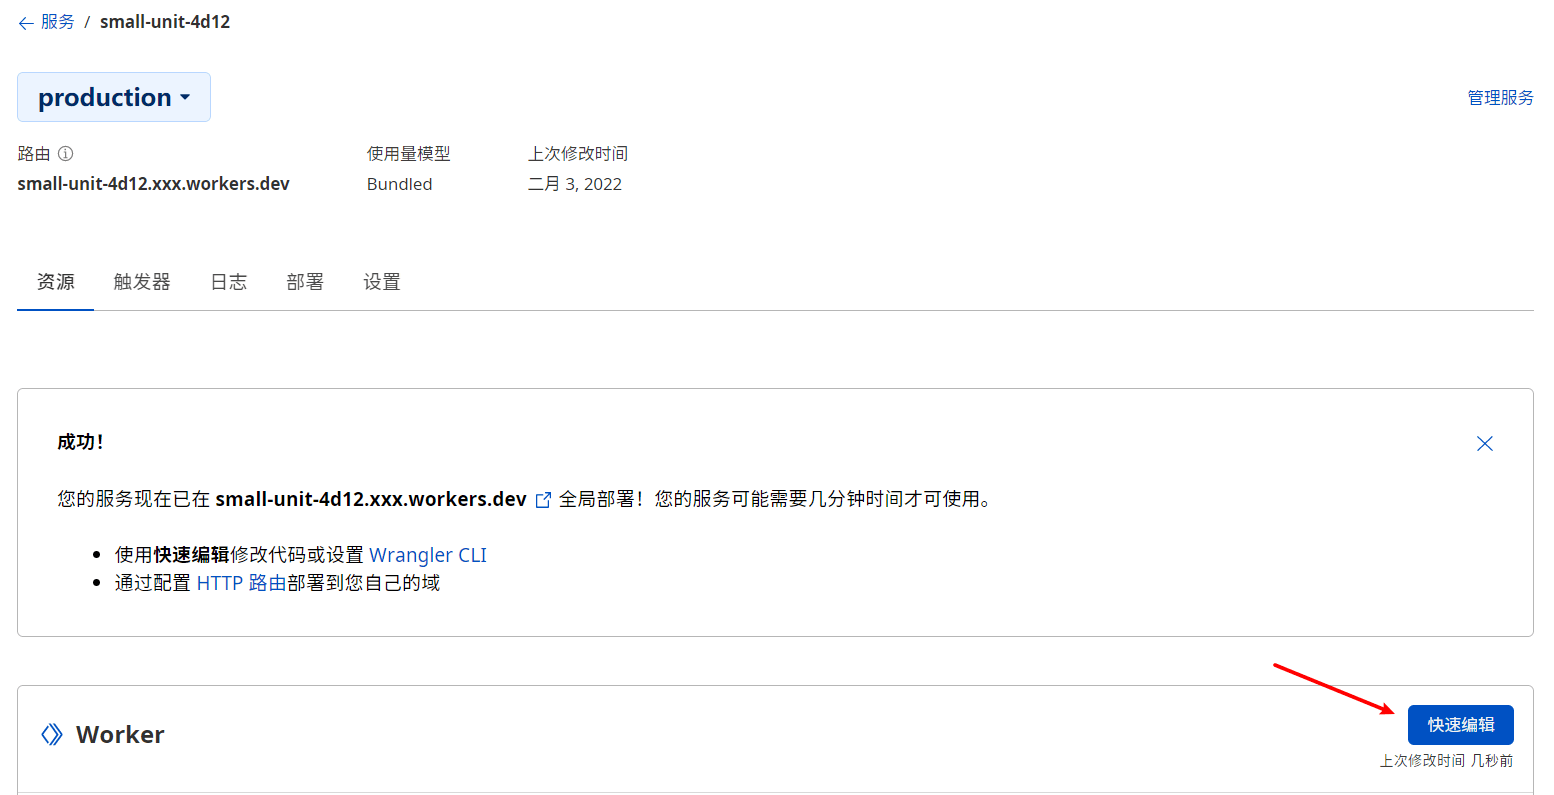 ← 服务 / small-unit-4d12
production
管理服务
路由 使用量模型 上次修改时间
small-unit-4d12.xxx.workers.dev Bundled 二月 3, 2022
资源 触发器 日志 部署 设置
成功！
您的服务现在已在 small-unit-4d12.xxx.workers.dev 全局部署！您的服务可能需要几分钟时间才可使用。
使用快速编辑修改代码或设置 Wrangler CLI
通过配置 HTTP 路由部署到您自己的域
Worker
快速编辑
上次修改时间 几秒前